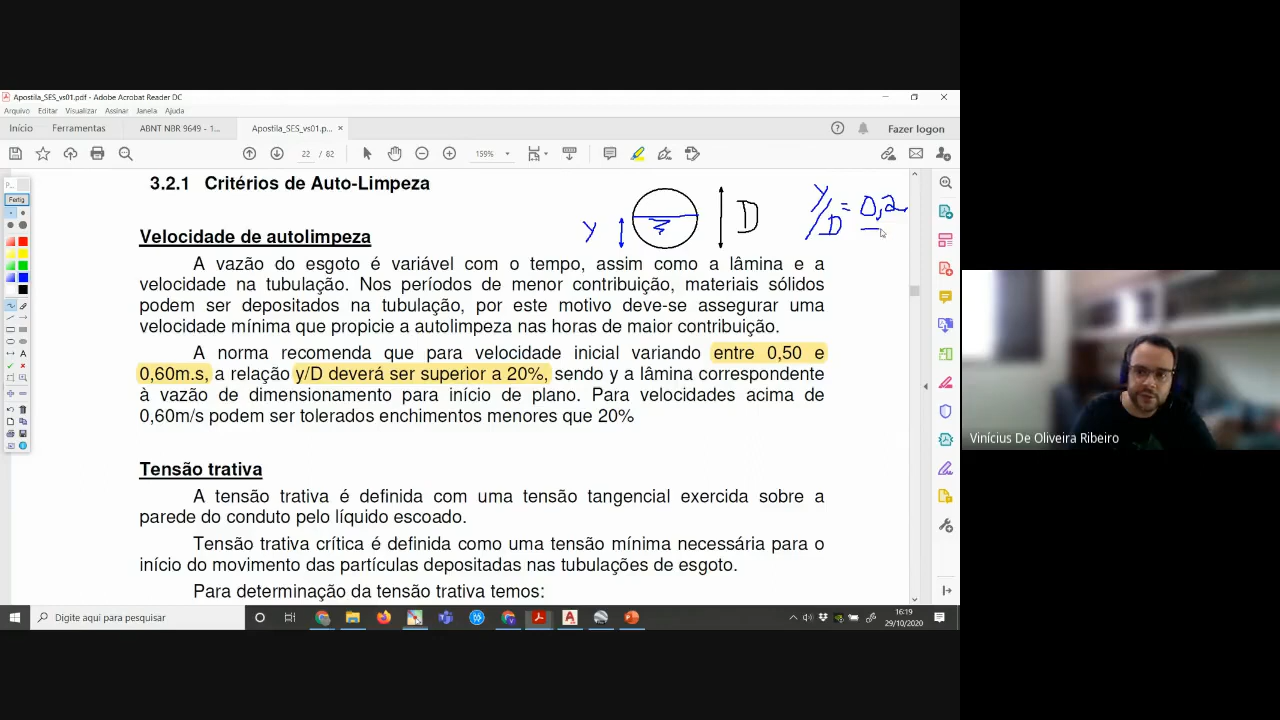 Apostila_SES_vs01.pdf - Adobe Acrobat Reader DC
Arquivo Editar Visualizar Assinar Janela Ajuda
Início Ferramentas ABNT NBR 9649 - 1... Apostila_SES_vs01.p... × Fazer logon
22 / 82 159%
P...
Fertig
3.2.1 Critérios de Auto-Limpeza
Y D Y/D = 0,2
Velocidade de autolimpeza
A vazão do esgoto é variável com o tempo, assim como a lâmina e a
velocidade na tubulação. Nos períodos de menor contribuição, materiais sólidos
podem ser depositados na tubulação, por este motivo deve-se assegurar uma
velocidade mínima que propicie a autolimpeza nas horas de maior contribuição.
A norma recomenda que para velocidade inicial variando entre 0,50 e
0,60m.s, a relação y/D deverá ser superior a 20%, sendo y a lâmina correspondente
à vazão de dimensionamento para início de plano. Para velocidades acima de
0,60m/s podem ser tolerados enchimentos menores que 20%
Tensão trativa
A tensão trativa é definida com uma tensão tangencial exercida sobre a
parede do conduto pelo líquido escoado.
Tensão trativa crítica é definida como uma tensão mínima necessária para o
início do movimento das partículas depositadas nas tubulações de esgoto.
Para determinação da tensão trativa temos:
Vinícius De Oliveira Ribeiro
Digite aqui para pesquisar
16:19
29/10/2020